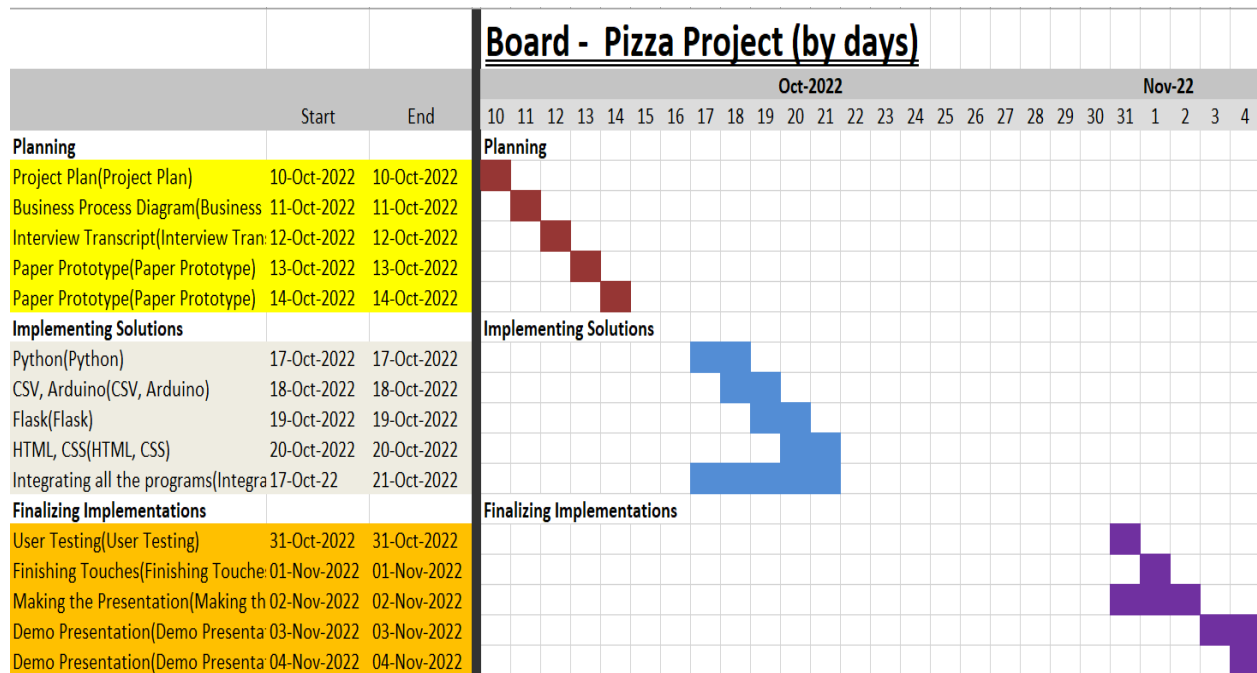 Board - Pizza Project (by days)
Oct-2022 Nov-22
Start End 10 11 12 13 14 15 16 17 18 19 20 21 22 23 24 25 26 27 28 29 30 31 1 2 3 4
Planning Planning
Project Plan(Project Plan) 10-Oct-2022 10-Oct-2022
Business Process Diagram(Business 11-Oct-2022 11-Oct-2022
Interview Transcript(Interview Tran 12-Oct-2022 12-Oct-2022
Paper Prototype(Paper Prototype) 13-Oct-2022 13-Oct-2022
Paper Prototype(Paper Prototype) 14-Oct-2022 14-Oct-2022
Implementing Solutions Implementing Solutions
Python(Python) 17-Oct-2022 17-Oct-2022
CSV, Arduino(CSV, Arduino) 18-Oct-2022 18-Oct-2022
Flask(Flask) 19-Oct-2022 19-Oct-2022
HTML, CSS(HTML, CSS) 20-Oct-2022 20-Oct-2022
Integrating all the programs(Integra 17-Oct-22 21-Oct-2022
Finalizing Implementations Finalizing Implementations
User Testing(User Testing) 31-Oct-2022 31-Oct-2022
Finishing Touches(Finishing Touche 01-Nov-2022 01-Nov-2022
Making the Presentation(Making th 02-Nov-2022 02-Nov-2022
Demo Presentation(Demo Presenta 03-Nov-2022 03-Nov-2022
Demo Presentation(Demo Presenta 04-Nov-2022 04-Nov-2022